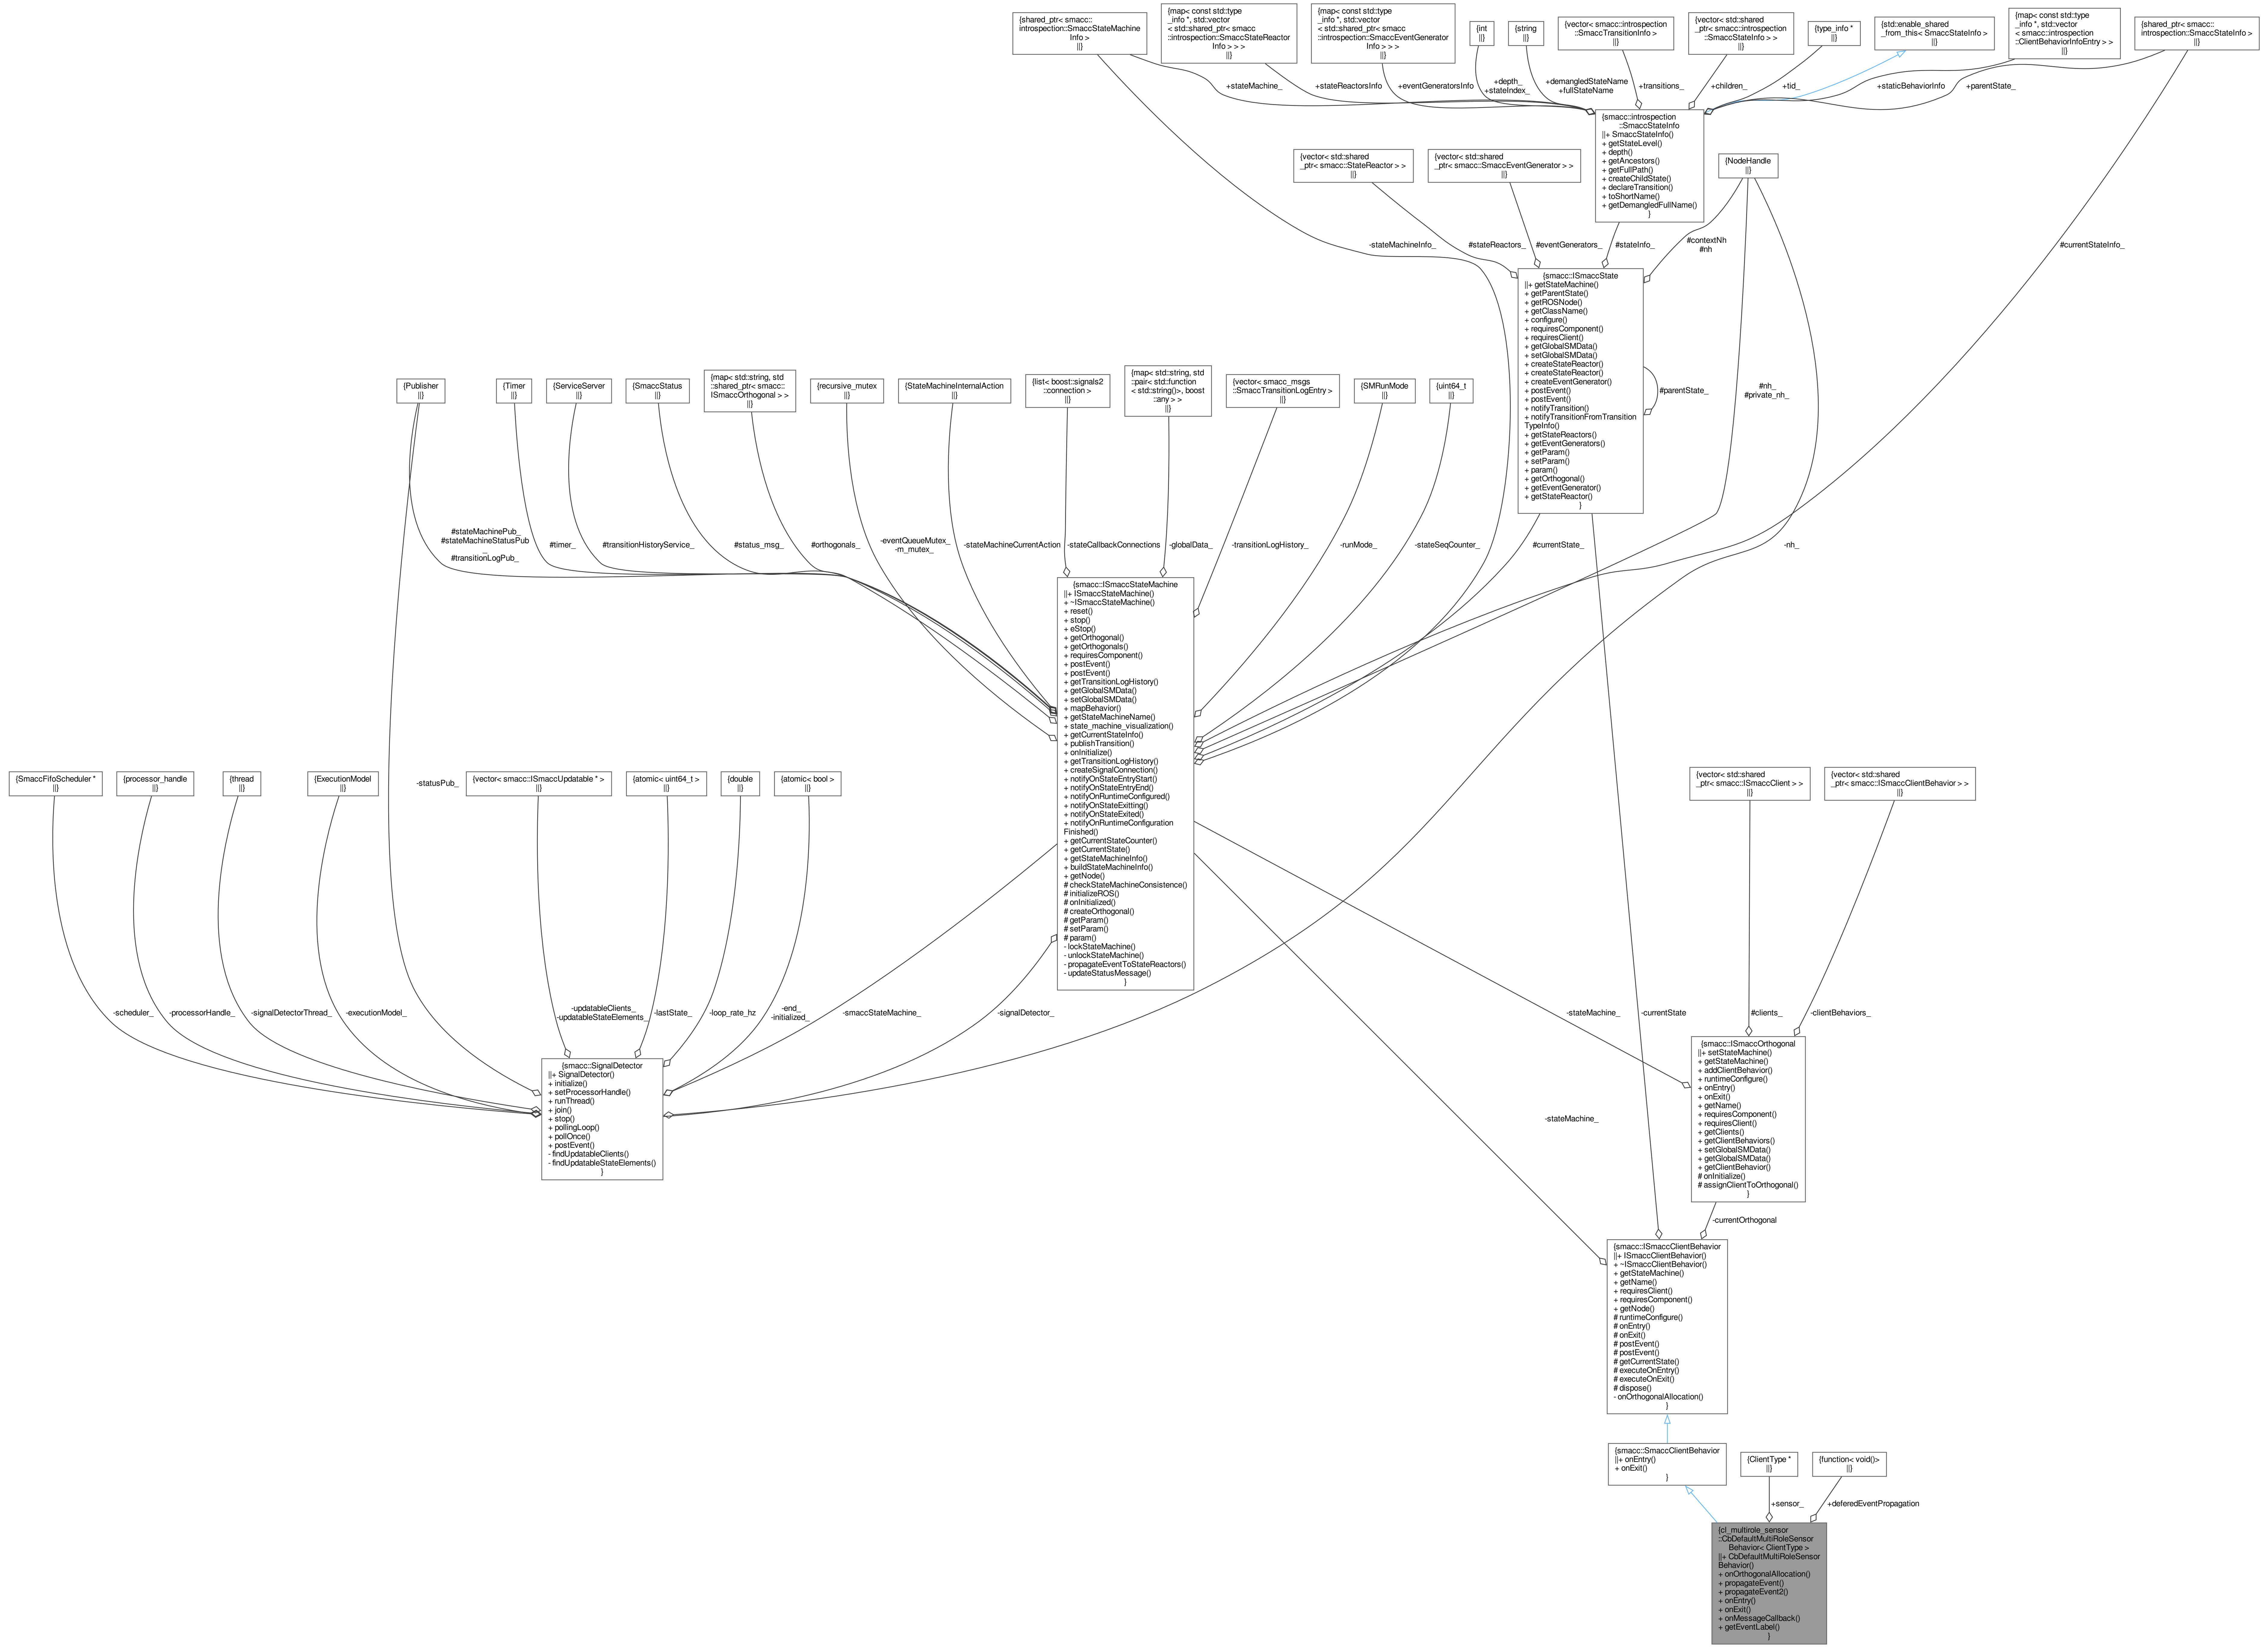 {shared_ptr< smacc::
introspection::SmaccStateMachine
Info >
||}
{map< const std::type
_info *, std::vector
< std::shared_ptr< smacc
::introspection::SmaccStateReactor
Info > > >
||}
{map< const std::type
_info *, std::vector
< std::shared_ptr< smacc
::introspection::SmaccEventGenerator
Info > > >
||}
{int
||}
{string
||}
{vector< smacc::introspection
::SmaccTransitionInfo >
||}
{vector< std::shared
_ptr< smacc::introspection
::SmaccStateInfo > >
||}
{type_info *
||}
{std::enable_shared
_from_this< SmaccStateInfo >
||}
{map< const std::type
_info *, std::vector
< smacc::introspection
::ClientBehaviorInfoEntry > >
||}
{shared_ptr< smacc::
introspection::SmaccStateInfo >
||}
+stateMachine_
+stateReactorsInfo
+eventGeneratorsInfo
+depth_
+stateIndex_
+demangledStateName
+fullStateName
+transitions_
+children_
+tid_
+staticBehaviorInfo
+parentState_
{smacc::introspection
::SmaccStateInfo
||+ SmaccStateInfo()
+ getStateLevel()
+ depth()
+ getAncestors()
+ getFullPath()
+ createChildState()
+ declareTransition()
+ toShortName()
+ getDemangledFullName()
}
{vector< std::shared
_ptr< smacc::StateReactor > >
||}
{vector< std::shared
_ptr< smacc::SmaccEventGenerator > >
||}
{NodeHandle
||}
-stateMachineInfo_
#stateReactors_
#eventGenerators_
#stateInfo_
#contextNh
#nh
#currentStateInfo_
{smacc::ISmaccState
||+ getStateMachine()
+ getParentState()
+ getROSNode()
+ getClassName()
+ configure()
+ requiresComponent()
+ requiresClient()
+ getGlobalSMData()
+ setGlobalSMData()
+ createStateReactor()
+ createStateReactor()
+ createEventGenerator()
+ postEvent()
+ postEvent()
+ notifyTransition()
+ notifyTransitionFromTransition
TypeInfo()
+ getStateReactors()
+ getEventGenerators()
+ getParam()
+ setParam()
+ param()
+ getOrthogonal()
+ getEventGenerator()
+ getStateReactor()
}
#parentState_
#nh_
#private_nh_
{Publisher
||}
{Timer
||}
{ServiceServer
||}
{SmaccStatus
||}
{map< std::string, std
::shared_ptr< smacc::
ISmaccOrthogonal > >
||}
{recursive_mutex
||}
{StateMachineInternalAction
||}
{list< boost::signals2
::connection >
||}
{map< std::string, std
::pair< std::function
< std::string()>, boost
::any > >
||}
{vector< smacc_msgs
::SmaccTransitionLogEntry >
||}
{SMRunMode
||}
{uint64_t
||}
#stateMachinePub_
#stateMachineStatusPub
_
#transitionLogPub_
#timer_
#transitionHistoryService_
#status_msg_
#orthogonals_
-eventQueueMutex_
-m_mutex_
-stateMachineCurrentAction
-stateCallbackConnections
-globalData_
-transitionLogHistory_
-runMode_
-stateSeqCounter_
#currentState_
-nh_
{smacc::ISmaccStateMachine
||+ ISmaccStateMachine()
+ ~ISmaccStateMachine()
+ reset()
+ stop()
+ eStop()
+ getOrthogonal()
+ getOrthogonals()
+ requiresComponent()
+ postEvent()
+ postEvent()
+ getTransitionLogHistory()
+ getGlobalSMData()
+ setGlobalSMData()
+ mapBehavior()
+ getStateMachineName()
+ state_machine_visualization()
+ getCurrentStateInfo()
+ publishTransition()
+ onInitialize()
+ getTransitionLogHistory()
+ createSignalConnection()
+ notifyOnStateEntryStart()
+ notifyOnStateEntryEnd()
+ notifyOnRuntimeConfigured()
+ notifyOnStateExitting()
+ notifyOnStateExited()
+ notifyOnRuntimeConfiguration
Finished()
+ getCurrentStateCounter()
+ getCurrentState()
+ getStateMachineInfo()
+ buildStateMachineInfo()
+ getNode()
# checkStateMachineConsistence()
# initializeROS()
# onInitialized()
# createOrthogonal()
# getParam()
# setParam()
# param()
- lockStateMachine()
- unlockStateMachine()
- propagateEventToStateReactors()
- updateStatusMessage()
}
{SmaccFifoScheduler *
||}
{processor_handle
||}
{thread
||}
{ExecutionModel
||}
-statusPub_
{vector< smacc::ISmaccUpdatable * >
||}
{atomic< uint64_t >
||}
{double
||}
{atomic< bool >
||}
{vector< std::shared
_ptr< smacc::ISmaccClient > >
||}
{vector< std::shared
_ptr< smacc::ISmaccClientBehavior > >
||}
-scheduler_
-processorHandle_
-signalDetectorThread_
-executionModel_
-updatableClients_
-updatableStateElements_
-lastState_
-loop_rate_hz
-end_
-initialized_
-smaccStateMachine_
-signalDetector_
-stateMachine_
-currentState
#clients_
-clientBehaviors_
{smacc::SignalDetector
||+ SignalDetector()
+ initialize()
+ setProcessorHandle()
+ runThread()
+ join()
+ stop()
+ pollingLoop()
+ pollOnce()
+ postEvent()
- findUpdatableClients()
- findUpdatableStateElements()
}
{smacc::ISmaccOrthogonal
||+ setStateMachine()
+ getStateMachine()
+ addClientBehavior()
+ runtimeConfigure()
+ onEntry()
+ onExit()
+ getName()
+ requiresComponent()
+ requiresClient()
+ getClients()
+ getClientBehaviors()
+ setGlobalSMData()
+ getGlobalSMData()
+ getClientBehavior()
# onInitialize()
# assignClientToOrthogonal()
}
-stateMachine_
-currentOrthogonal
{smacc::ISmaccClientBehavior
||+ ISmaccClientBehavior()
+ ~ISmaccClientBehavior()
+ getStateMachine()
+ getName()
+ requiresClient()
+ requiresComponent()
+ getNode()
# runtimeConfigure()
# onEntry()
# onExit()
# postEvent()
# postEvent()
# getCurrentState()
# executeOnEntry()
# executeOnExit()
# dispose()
- onOrthogonalAllocation()
}
{smacc::SmaccClientBehavior
||+ onEntry()
+ onExit()
}
{ClientType *
||}
{function< void()>
||}
+sensor_
+deferedEventPropagation
{cl_multirole_sensor
::CbDefaultMultiRoleSensor
Behavior< ClientType >
||+ CbDefaultMultiRoleSensor
Behavior()
+ onOrthogonalAllocation()
+ propagateEvent()
+ propagateEvent2()
+ onEntry()
+ onExit()
+ onMessageCallback()
+ getEventLabel()
}